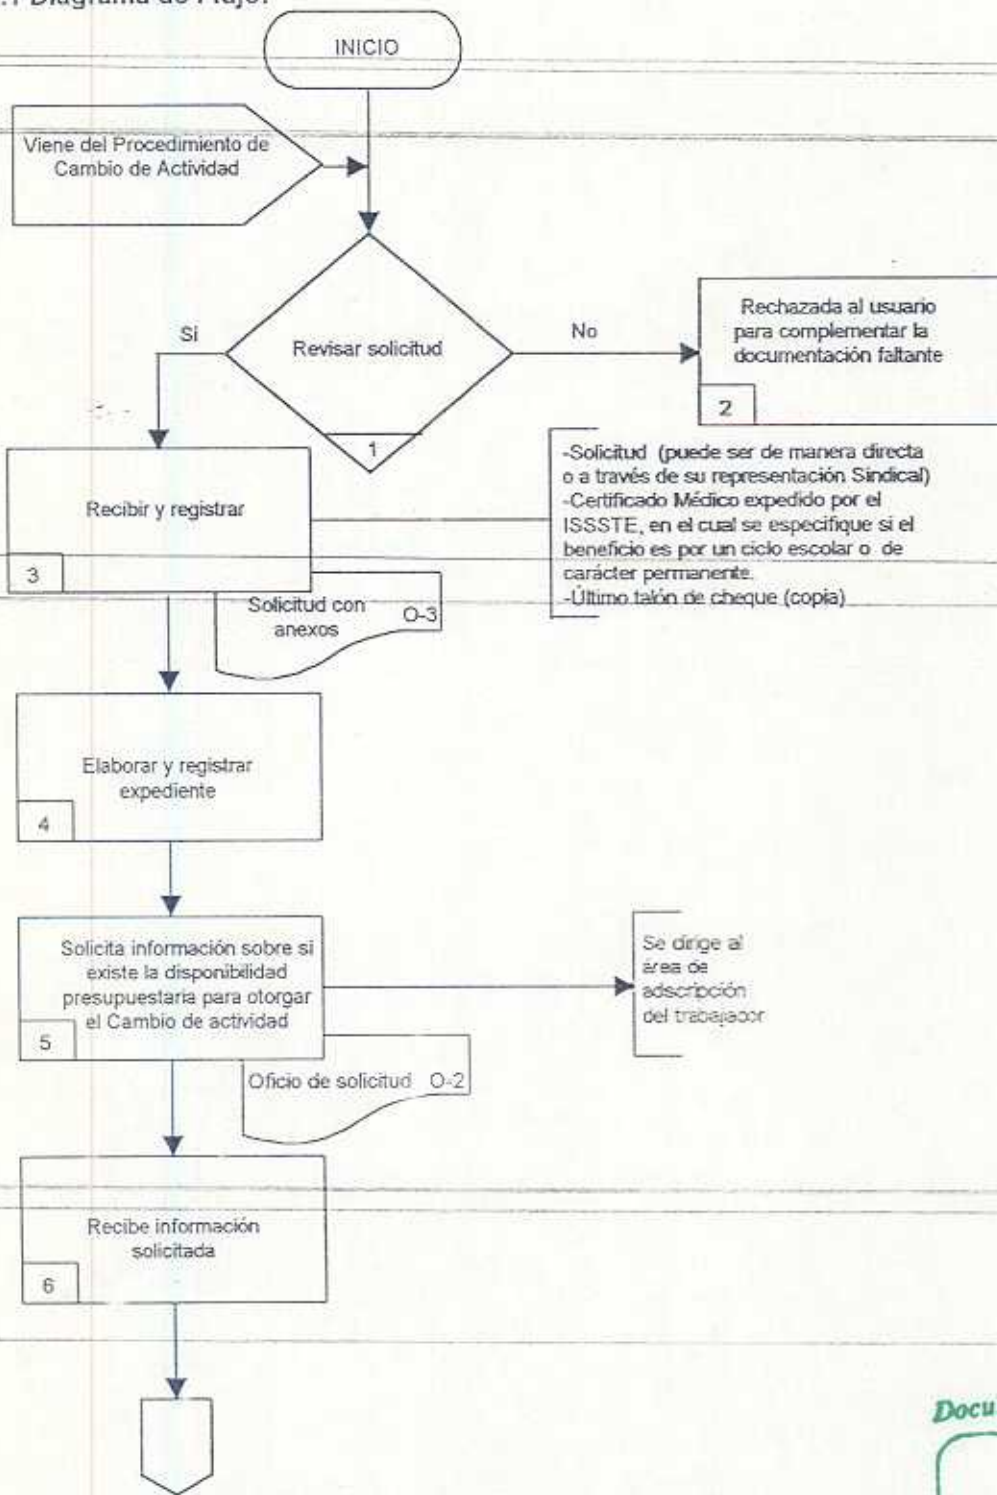 .1 Diagrama de Flujo:
INICIO
Viene del Procedimiento de
Cambio de Actividad
Revisar solicitud
1
Si
No
Rechazada al usuario
para complementar la
documentación faltante
2
Recibir y registrar
3
-Solicitud (puede ser de manera directa
o a través de su representación Sindical)
-Certificado Médico expedido por el
ISSSTE, en el cual se especifique si el
beneficio es por un ciclo escolar o de
carácter permanente.
-Último talón de cheque (copia)
Solicitud con
anexos
O-3
Elaborar y registrar
expediente
4
Solicita información sobre si
existe la disponibilidad
presupuestaria para otorgar
el Cambio de actividad
5
Se dirige al
área de
adscripción
del trabajador
Oficio de solicitud O-2
Recibe información
solicitada
6
Docu